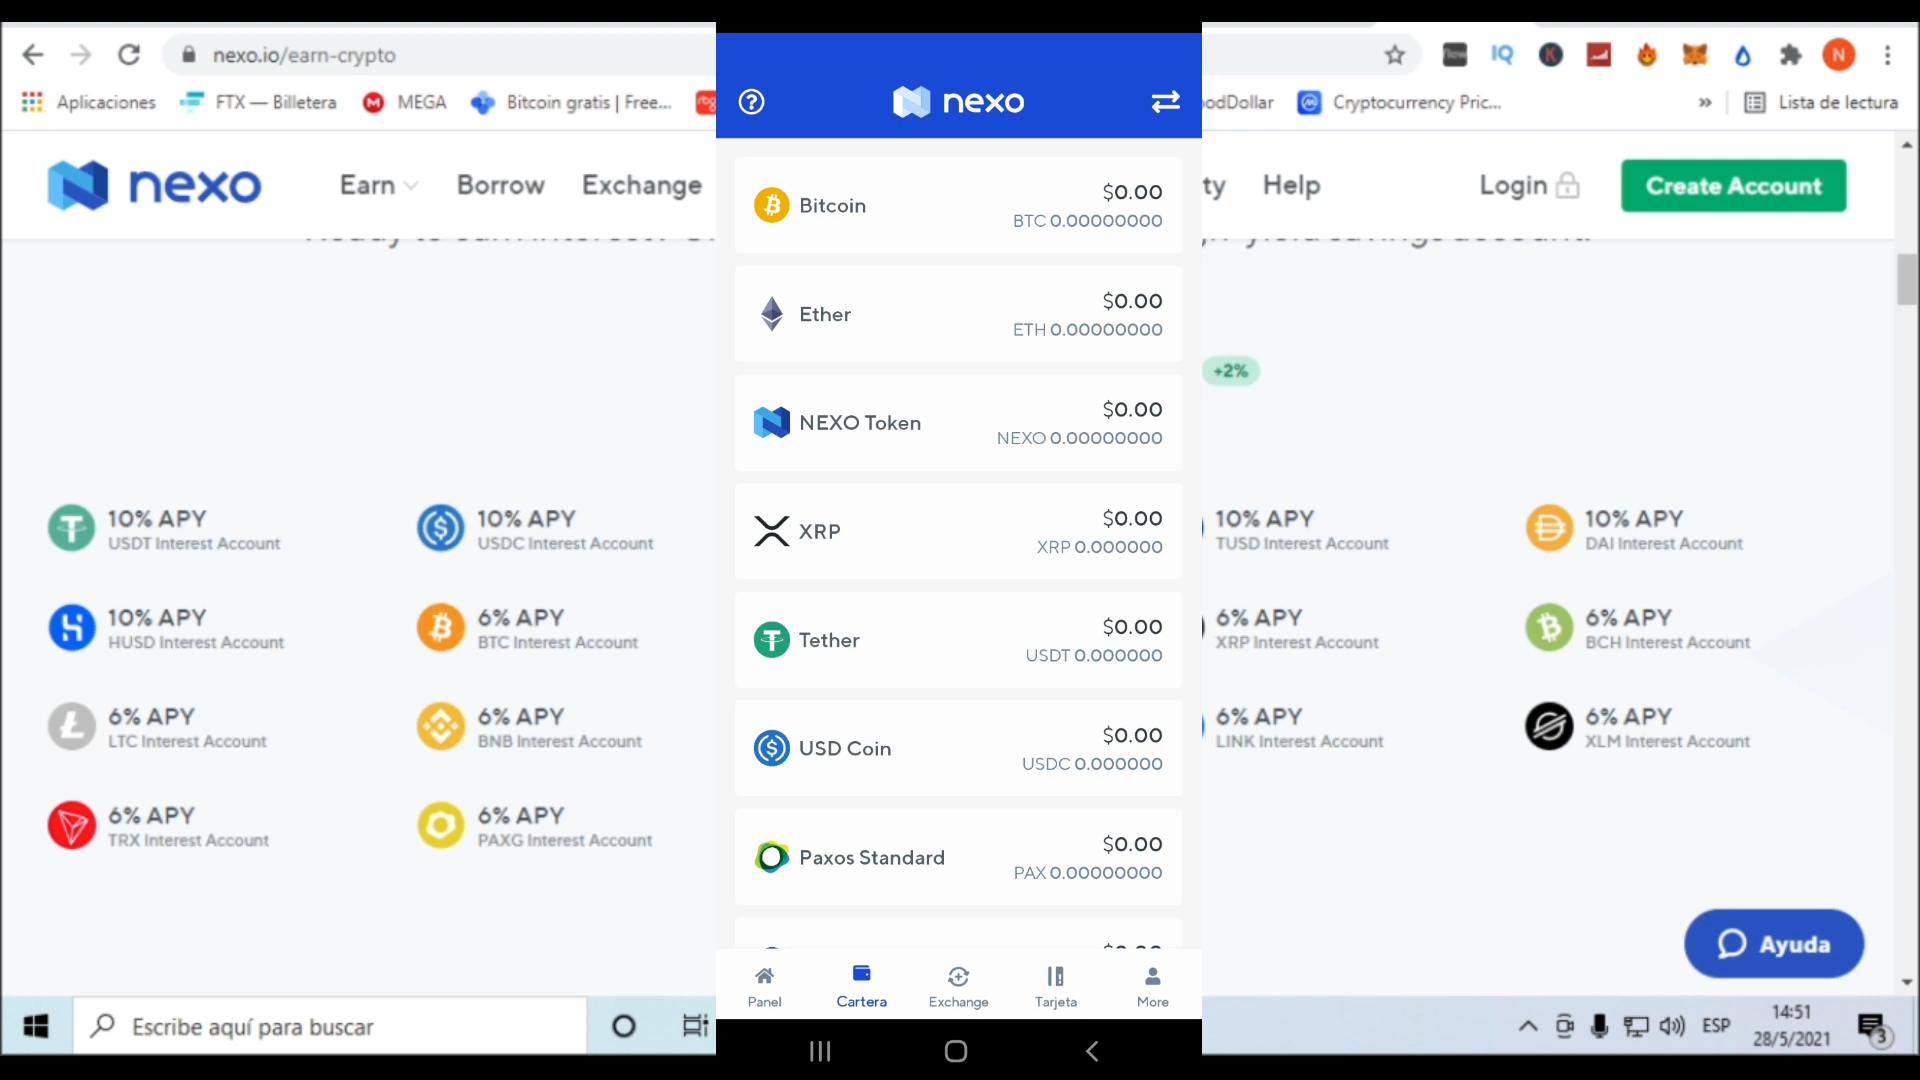 nexo.io/earn-crypto
IQ
N
Aplicaciones
FTX — Billetera
MEGA
Bitcoin gratis | Free...
odDollar
Cryptocurrency Pric...
»
Lista de lectura
nexo
Earn
Borrow
Exchange
ty
Help
Login
Create Account
+2%
10% APY
USDT Interest Account
10% APY
USDC Interest Account
10% APY
TUSD Interest Account
10% APY
DAI Interest Account
10% APY
HUSD Interest Account
6% APY
BTC Interest Account
6% APY
XRP Interest Account
6% APY
BCH Interest Account
6% APY
LTC Interest Account
6% APY
BNB Interest Account
6% APY
LINK Interest Account
6% APY
XLM Interest Account
6% APY
TRX Interest Account
6% APY
PAXG Interest Account
Ayuda
nexo
Bitcoin
$0.00
BTC 0.00000000
Ether
$0.00
ETH 0.00000000
NEXO Token
$0.00
NEXO 0.00000000
XRP
$0.00
XRP 0.000000
Tether
$0.00
USDT 0.000000
USD Coin
$0.00
USDC 0.000000
Paxos Standard
$0.00
PAX 0.00000000
Panel
Cartera
Exchange
Tarjeta
More
Escribe aquí para buscar
ESP
14:51
28/5/2021
3